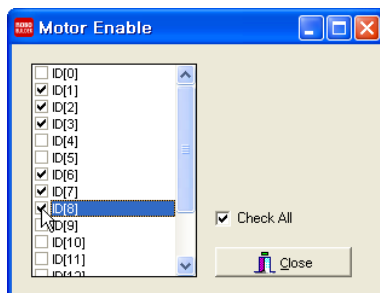 Motor Enable
ID[0]
ID[1]
ID[2]
ID[3]
ID[4]
ID[5]
ID[6]
ID[7]
ID[8]
ID[9]
ID[10]
ID[11]
Check All
Close